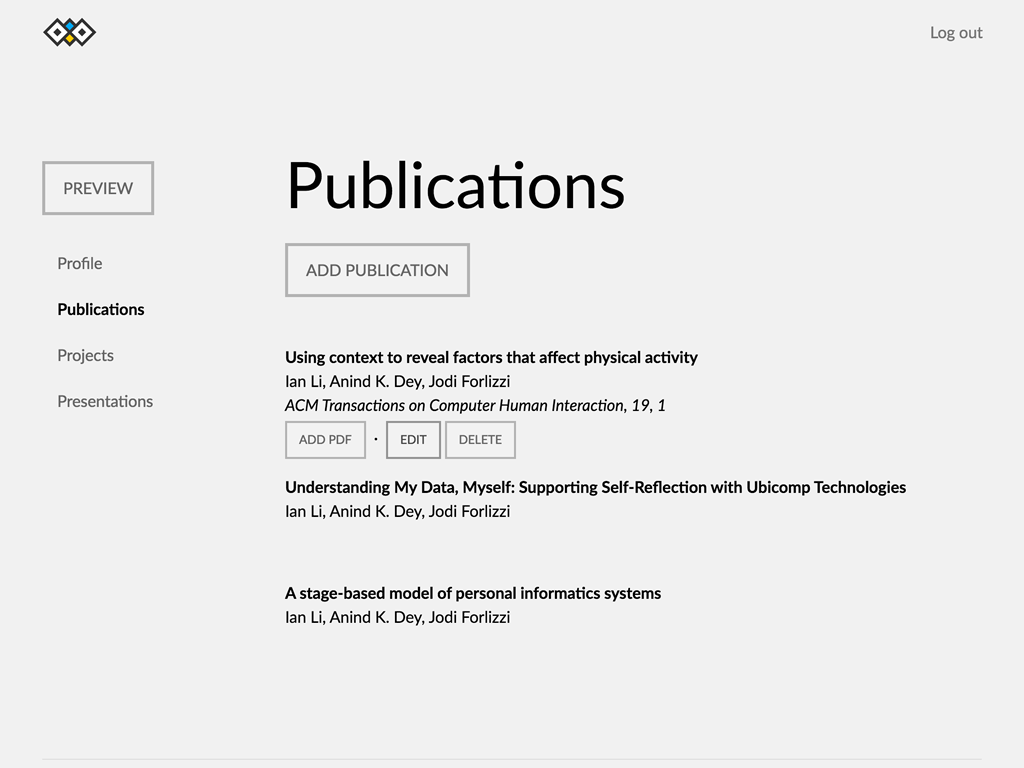 Log out
PREVIEW
Profile
Publications
Projects
Presentations
Publications
ADD PUBLICATION
Using context to reveal factors that affect physical activity
Ian Li, Anind K. Dey, Jodi Forlizzi
ACM Transactions on Computer Human Interaction, 19, 1
ADD PDF · EDIT DELETE
Understanding My Data, Myself: Supporting Self-Reflection with Ubicomp Technologies
Ian Li, Anind K. Dey, Jodi Forlizzi
A stage-based model of personal informatics systems
Ian Li, Anind K. Dey, Jodi Forlizzi